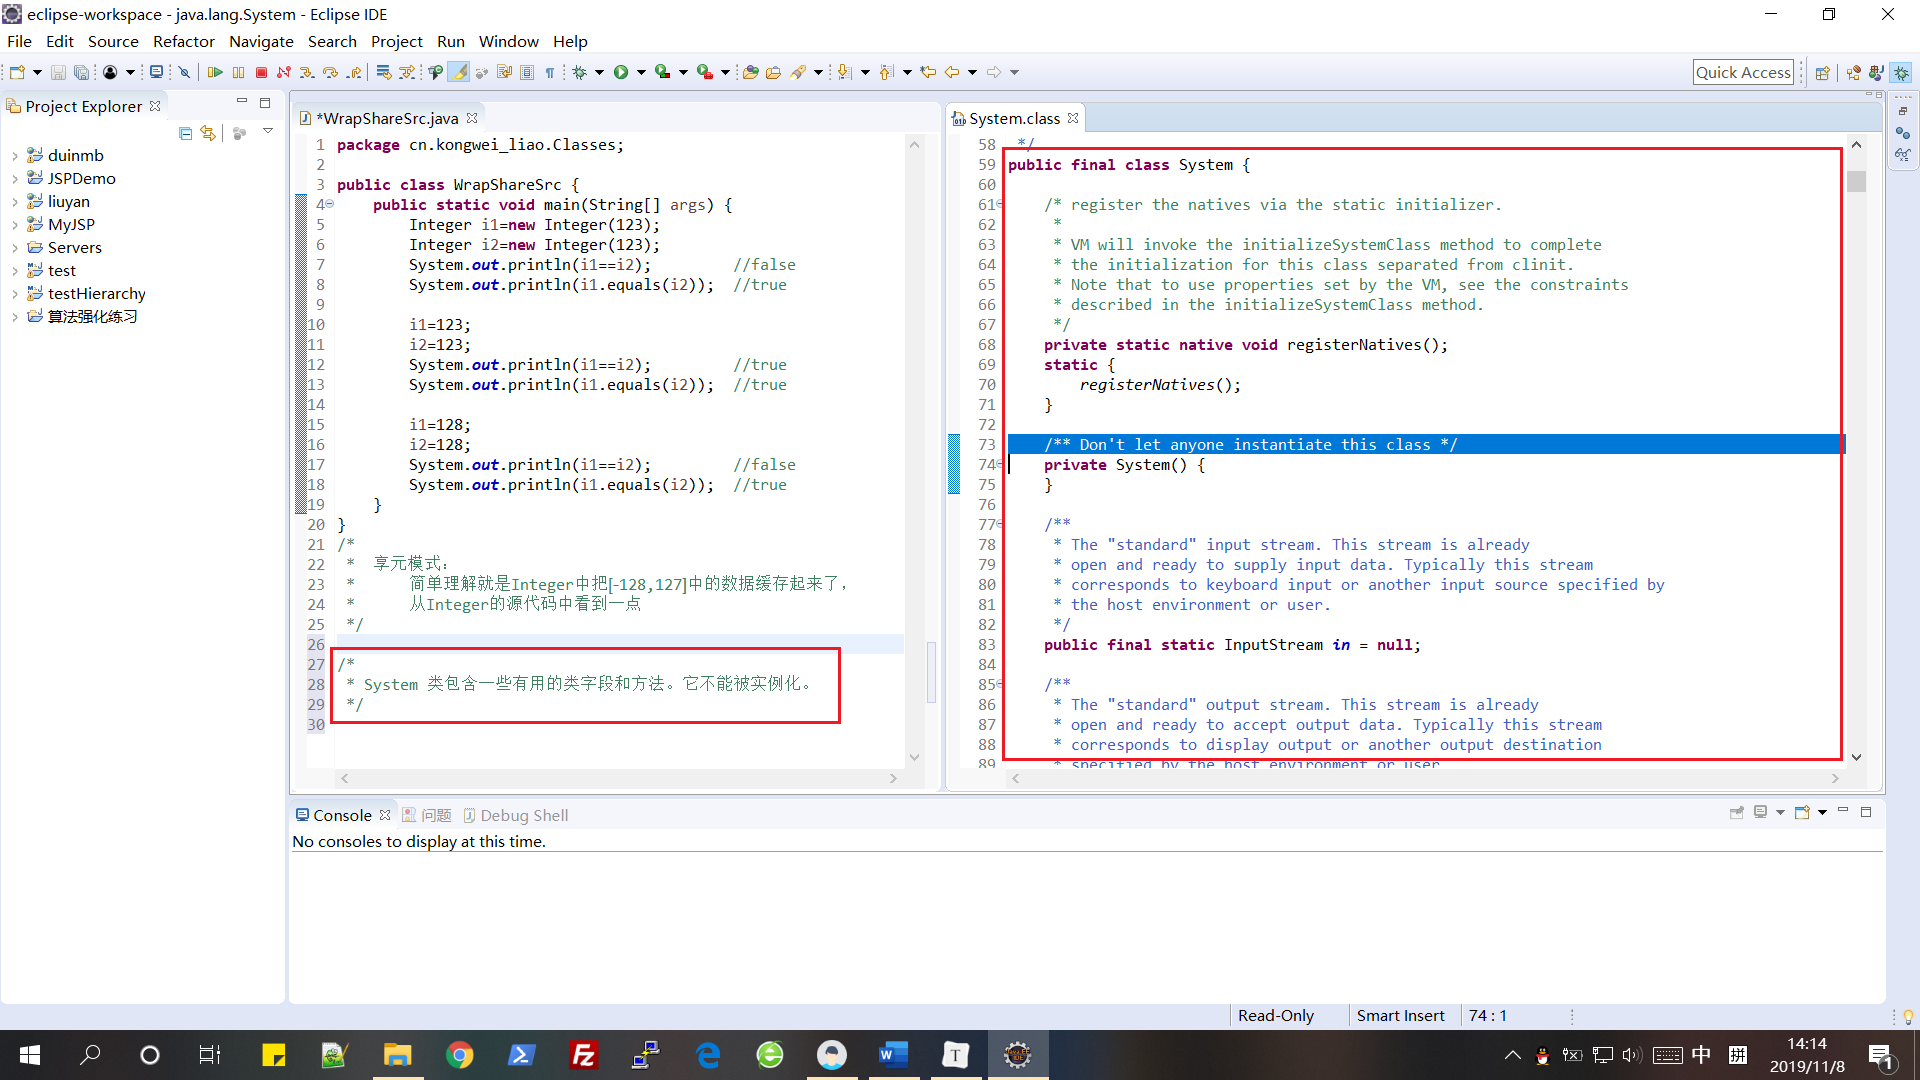 eclipse-workspace - java.lang.System - Eclipse IDE
File Edit Source Refactor Navigate Search Project Run Window Help
Quick Access
Project Explorer
duinmb
JSPDemo
liuyan
MyJSP
Servers
test
testHierarchy
算法强化练习
*WrapShareSrc.java
1 package cn.kongwei_liao.Classes;
2
3 public class WrapShareSrc {
4 public static void main(String[] args) {
5 Integer i1=new Integer(123);
6 Integer i2=new Integer(123);
7 System.out.println(i1==i2); //false
8 System.out.println(i1.equals(i2)); //true
9
10 i1=123;
11 i2=123;
12 System.out.println(i1==i2); //true
13 System.out.println(i1.equals(i2)); //true
14
15 i1=128;
16 i2=128;
17 System.out.println(i1==i2); //false
18 System.out.println(i1.equals(i2)); //true
19 }
20 }
21 /*
22 * 享元模式：
23 * 简单理解就是Integer中把[-128,127]中的数据缓存起来了，
24 * 从Integer的源代码中看到一点
25 */
26
27 /*
28 * System 类包含一些有用的类字段和方法。它不能被实例化。
29 */
30
System.class
58 */
59 public final class System {
60
61 /* register the natives via the static initializer.
62 *
63 * VM will invoke the initializeSystemClass method to complete
64 * the initialization for this class separated from clinit.
65 * Note that to use properties set by the VM, see the constraints
66 * described in the initializeSystemClass method.
67 */
68 private static native void registerNatives();
69 static {
70 registerNatives();
71 }
72
73 /** Don't let anyone instantiate this class */
74 private System() {
75 }
76
77 /**
78 * The "standard" input stream. This stream is already
79 * open and ready to supply input data. Typically this stream
80 * corresponds to keyboard input or another input source specified by
81 * the host environment or user.
82 */
83 public final static InputStream in = null;
84
85 /**
86 * The "standard" output stream. This stream is already
87 * open and ready to accept output data. Typically this stream
88 * corresponds to display output or another output destination
89 * specified by the host environment or user
Console 问题 Debug Shell
No consoles to display at this time.
Read-Only Smart Insert 74 : 1
中 拼
14:14
2019/11/8
1